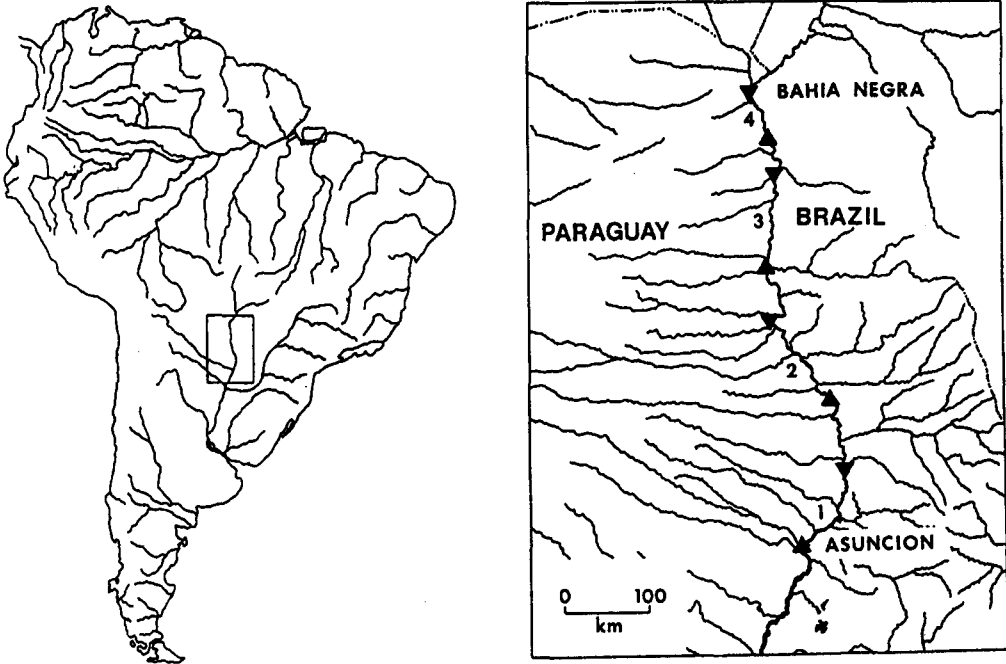 BAHIA NEGRA
4
3
PARAGUAY
BRAZIL
2
1
ASUNCION
0 100
km